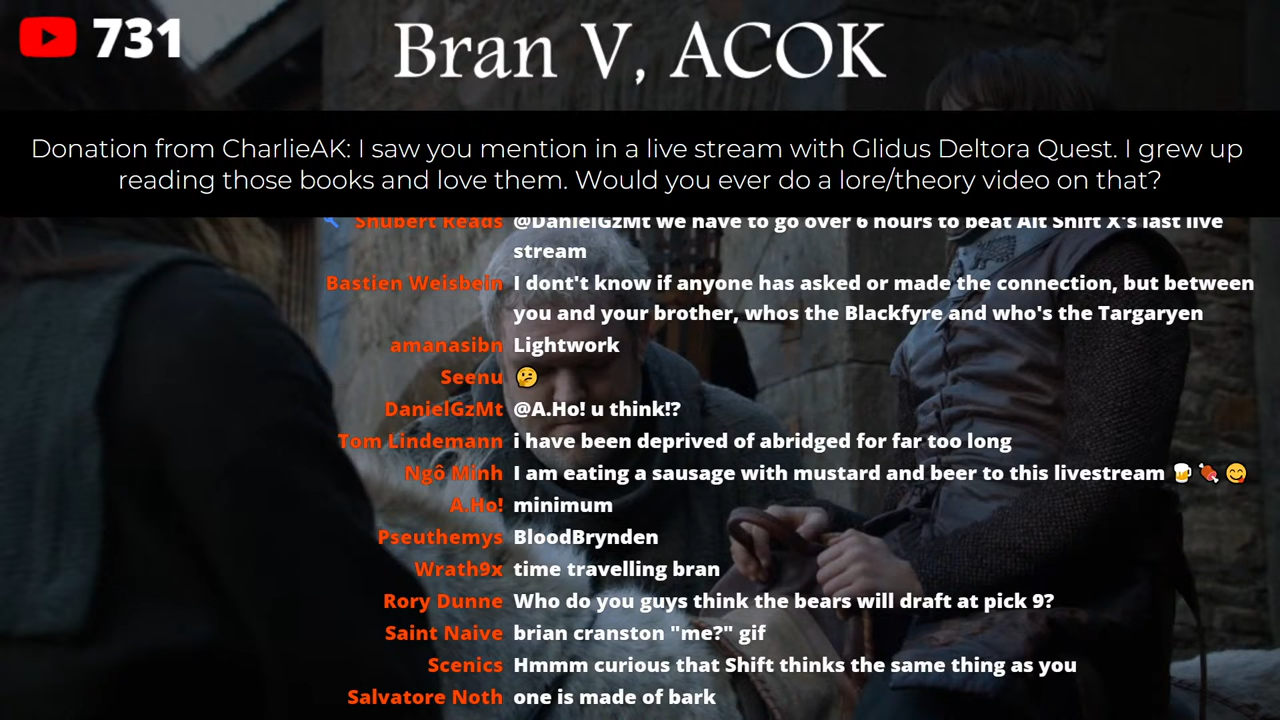 731
Bran V, ACOK
Donation from CharlieAK: I saw you mention in a live stream with Glidus Deltora Quest. I grew up
reading those books and love them. Would you ever do a lore/theory video on that?
Shubert Reads @DanielGzMt we have to go over 6 hours to beat Alt Shift X's last live
stream
Bastien Weisbein I dont't know if anyone has asked or made the connection, but between
you and your brother, whos the Blackfyre and who's the Targaryen
amanasibn Lightwork
Seenu 🤔
DanielGzMt @A.Ho! u think!?
Tom Lindemann i have been deprived of abridged for far too long
Ngô Minh I am eating a sausage with mustard and beer to this livestream 🍺🍖😋
A.Ho! minimum
Pseuthemys BloodBrynden
Wrath9x time travelling bran
Rory Dunne Who do you guys think the bears will draft at pick 9?
Saint Naive brian cranston "me?" gif
Scenics Hmmm curious that Shift thinks the same thing as you
Salvatore Noth one is made of bark